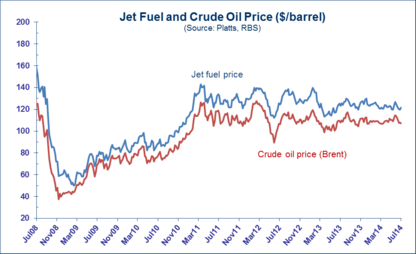 Jet Fuel and Crude Oil Price ($/barrel)
(Source: Platts, RBS)
200
180
160
140
120
100
80
60
40
20
Jet fuel price
Crude oil price (Brent)
Jul08
Nov08
Mar09
Jul09
Nov09
Mar10
Jul10
Nov10
Mar11
Jul11
Nov11
Mar12
Jul12
Nov12
Mar13
Jul13
Nov13
Mar14
Jul14